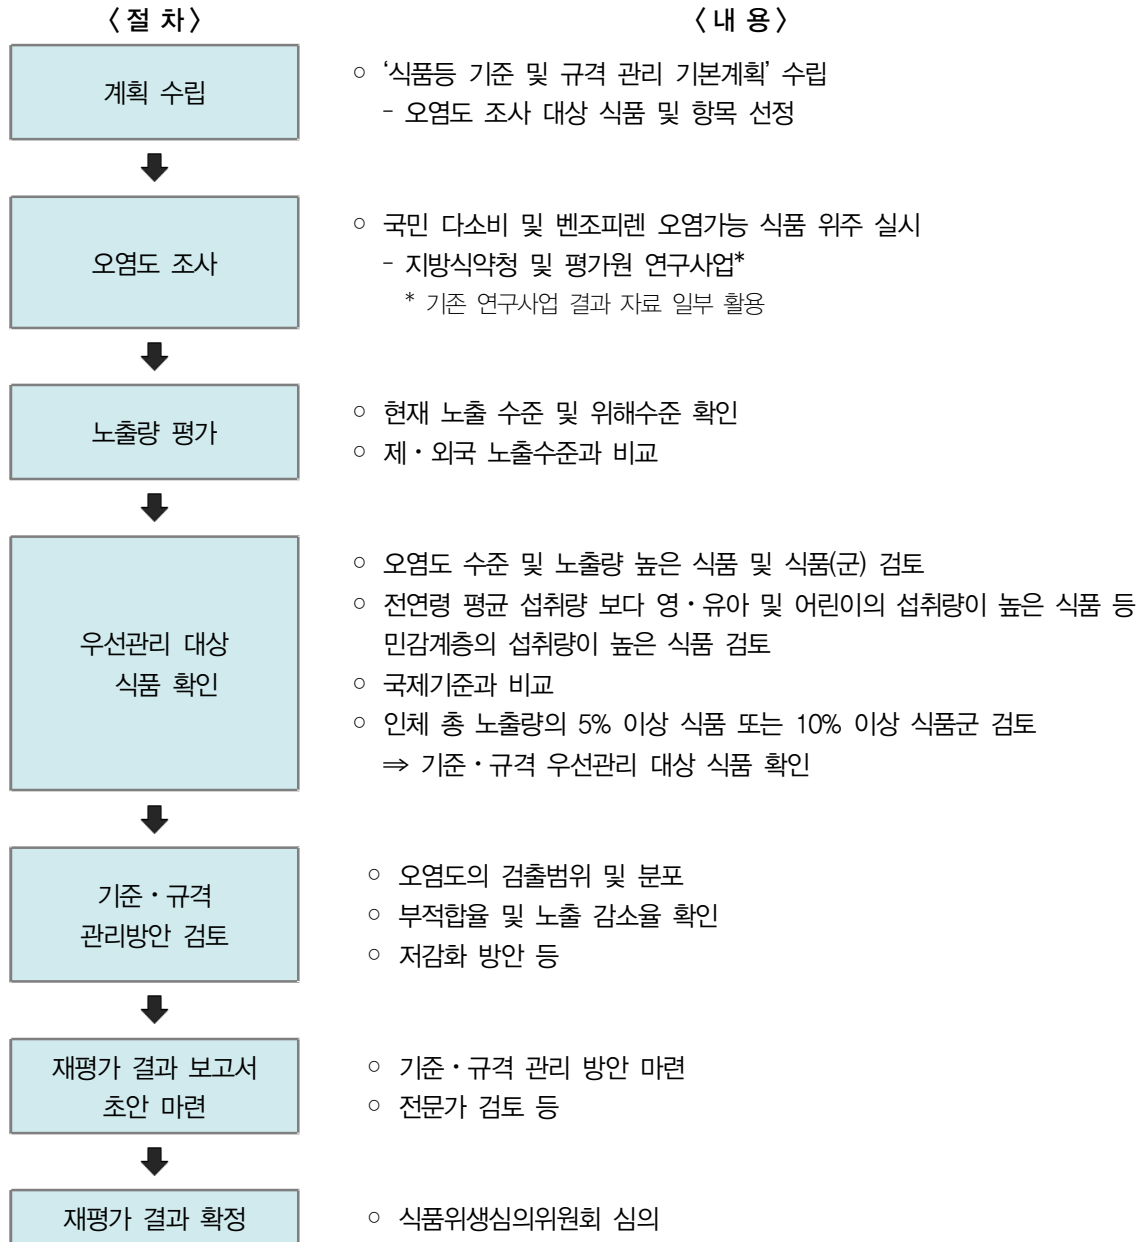 〈 절 차 〉
〈 내 용 〉
계획 수립
○ ‘식품등 기준 및 규격 관리 기본계획’ 수립
- 오염도 조사 대상 식품 및 항목 선정
오염도 조사
○ 국민 다소비 및 벤조피렌 오염가능 식품 위주 실시
- 지방식약청 및 평가원 연구사업*
* 기존 연구사업 결과 자료 일부 활용
노출량 평가
○ 현재 노출 수준 및 위해수준 확인
○ 제・외국 노출수준과 비교
우선관리 대상
식품 확인
○ 오염도 수준 및 노출량 높은 식품 및 식품(군) 검토
○ 전연령 평균 섭취량 보다 영・유아 및 어린이의 섭취량이 높은 식품 등
민감계층의 섭취량이 높은 식품 검토
○ 국제기준과 비교
○ 인체 총 노출량의 5% 이상 식품 또는 10% 이상 식품군 검토
⇒ 기준・규격 우선관리 대상 식품 확인
기준・규격
관리방안 검토
○ 오염도의 검출범위 및 분포
○ 부적합율 및 노출 감소율 확인
○ 저감화 방안 등
재평가 결과 보고서
초안 마련
○ 기준・규격 관리 방안 마련
○ 전문가 검토 등
재평가 결과 확정
○ 식품위생심의위원회 심의